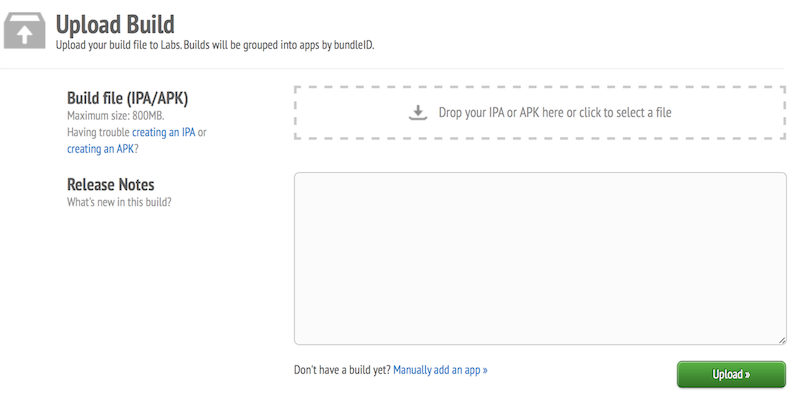 Upload Build
Upload your build file to Labs. Builds will be grouped into apps by bundleID.
Build file (IPA/APK)
Maximum size: 800MB.
Having trouble creating an IPA or
creating an APK?
Drop your IPA or APK here or click to select a file
Release Notes
What's new in this build?
Don't have a build yet? Manually add an app »
Upload »